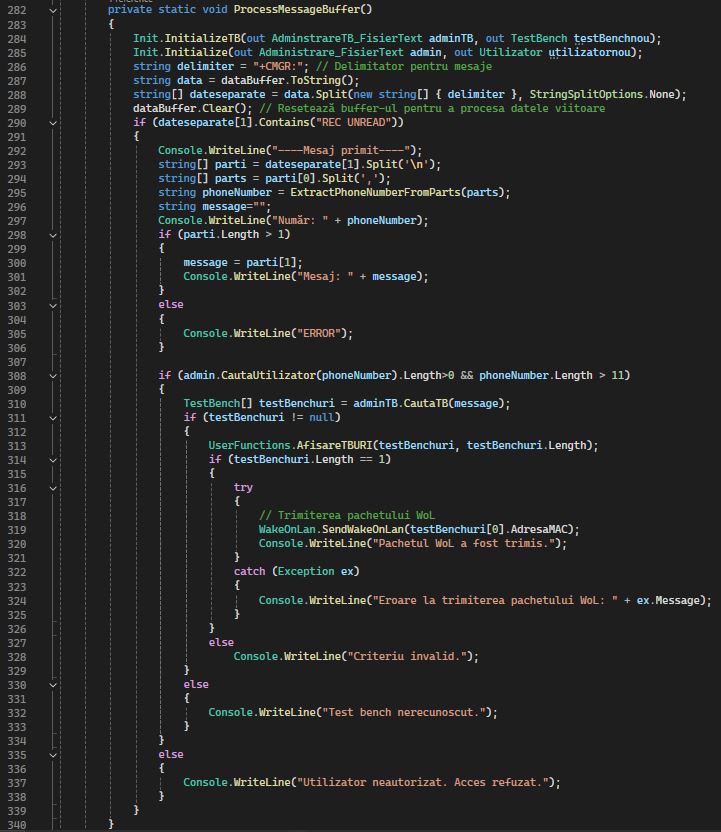 282 private static void ProcessMessageBuffer()
283 {
284 Init.InitializeTB(out AdminstrareTB_FisierText adminTB, out TestBench testBenchnou);
285 Init.Initialize(out Administrare_FisierText admin, out Utilizator utilizatornou);
286 string delimiter = "+CMGR:"; // Delimitator pentru mesaje
287 string data = dataBuffer.ToString();
288 string[] dateseparate = data.Split(new string[] { delimiter }, StringSplitOptions.None);
289 dataBuffer.Clear(); // Resetează buffer-ul pentru a procesa datele viitoare
290 if (dateseparate[1].Contains("REC UNREAD"))
291 {
292 Console.WriteLine("----Mesaj primit----");
293 string[] parti = dateseparate[1].Split('\n');
294 string[] parts = parti[0].Split(',');
295 string phoneNumber = ExtractPhoneNumberFromParts(parts);
296 string message="";
297 Console.WriteLine("Număr: " + phoneNumber);
298 if (parti.Length > 1)
299 {
300 message = parti[1];
301 Console.WriteLine("Mesaj: " + message);
302 }
303 else
304 {
305 Console.WriteLine("ERROR");
306 }
307
308 if (admin.CautaUtilizator(phoneNumber).Length>0 && phoneNumber.Length > 11)
309 {
310 TestBench[] testBenchuri = adminTB.CautaTB(message);
311 if (testBenchuri != null)
312 {
313 UserFunctions.AfisareTBURI(testBenchuri, testBenchuri.Length);
314 if (testBenchuri.Length == 1)
315 {
316 try
317 {
318 // Trimiterea pachetului WoL
319 WakeOnLan.SendWakeOnLan(testBenchuri[0].AdresaMAC);
320 Console.WriteLine("Pachetul WoL a fost trimis.");
321 }
322 catch (Exception ex)
323 {
324 Console.WriteLine("Eroare la trimiterea pachetului WoL: " + ex.Message);
325 }
326 }
327 else
328 Console.WriteLine("Criteriu invalid.");
329 }
330 else
331 {
332 Console.WriteLine("Test bench nerecunoscut.");
333 }
334 }
335 else
336 {
337 Console.WriteLine("Utilizator neautorizat. Acces refuzat.");
338 }
339 }
340 }